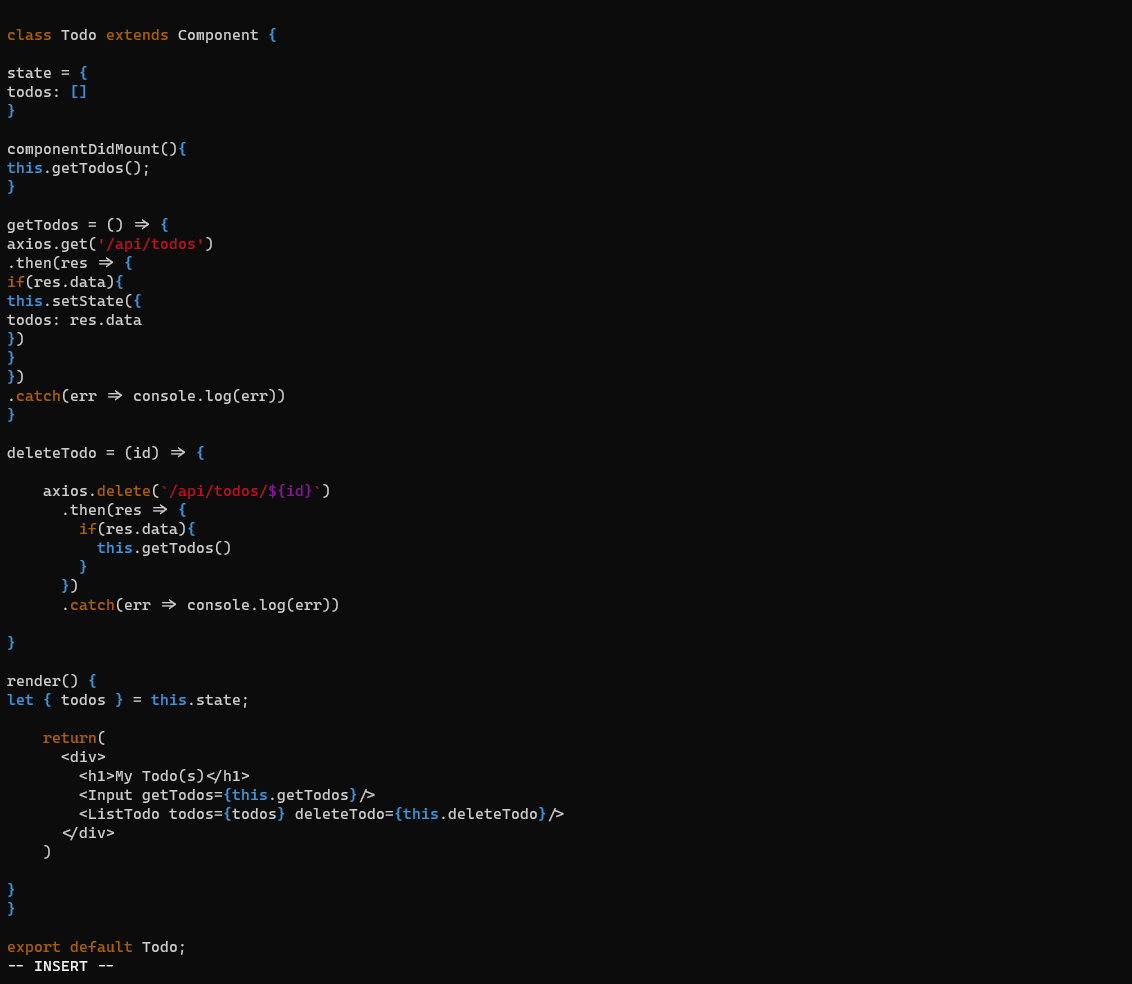 class Todo extends Component {

state = {
todos: []
}

componentDidMount(){
this.getTodos();
}

getTodos = () => {
axios.get('/api/todos')
.then(res => {
if(res.data){
this.setState({
todos: res.data
})
}
})
.catch(err => console.log(err))
}

deleteTodo = (id) => {

    axios.delete(`/api/todos/${id}`)
      .then(res => {
        if(res.data){
          this.getTodos()
        }
      })
      .catch(err => console.log(err))

}

render() {
let { todos } = this.state;

    return(
      <div>
        <h1>My Todo(s)</h1>
        <Input getTodos={this.getTodos}/>
        <ListTodo todos={todos} deleteTodo={this.deleteTodo}/>
      </div>
    )

}
}

export default Todo;
-- INSERT --